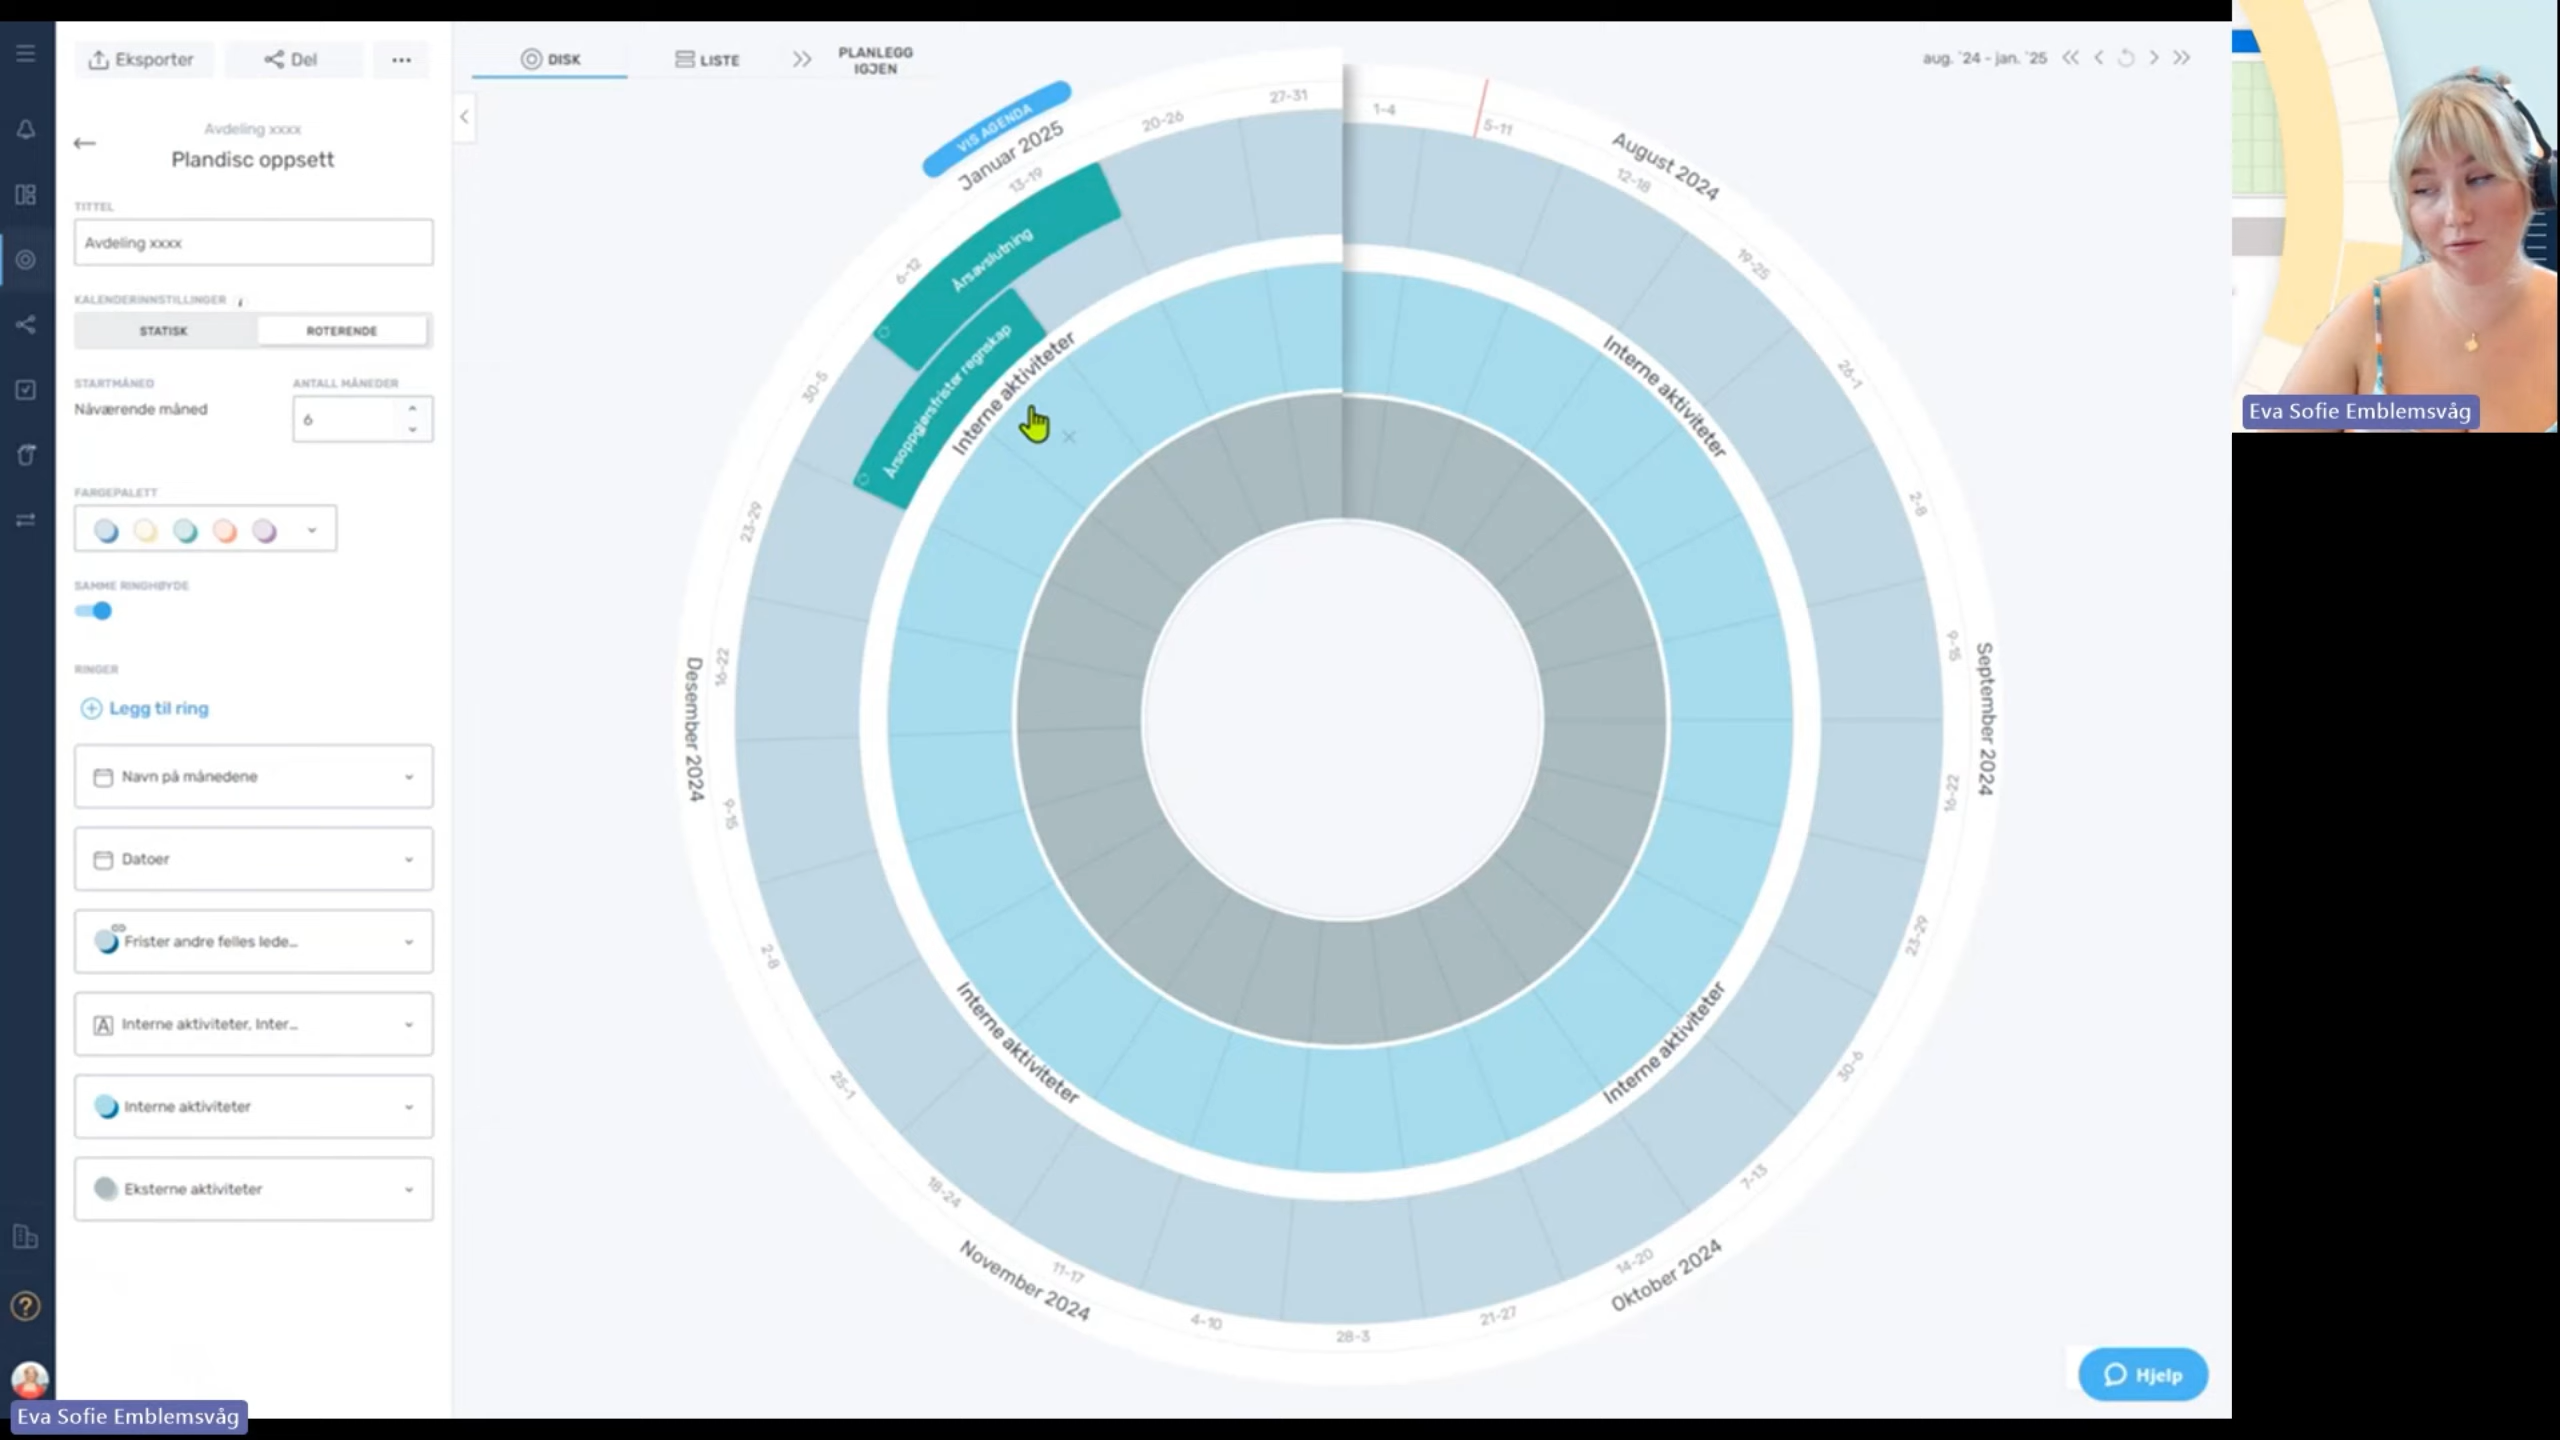 Eksporter
Del
...
DISK
LISTE
PLANLEGG
IGJEN
aug. `24 - jan. `25
Avdeling xxxx
Plandisc oppsett
TITTEL
Avdeling xxxx
KALENDERINNSTILLINGER i
STATISK
ROTERENDE
STARTMÅNED
ANTALL MÅNEDER
Nåværende måned
6
FARGEPALETT
SAMME RINGHØYDE
RINGER
Legg til ring
Navn på månedene
Datoer
Frister andre felles lede...
A Interne aktiviteter, Inter...
Interne aktiviteter
Eksterne aktiviteter
?
VIS AGENDA
Januar 2025
August 2024
September 2024
Oktober 2024
November 2024
Desember 2024
1-4
5-11
12-18
19-25
26-1
2-8
9-15
16-22
23-29
30-6
7-13
14-20
21-27
28-3
4-10
11-17
18-24
25-1
2-8
9-15
16-22
23-29
30-5
6-12
13-19
20-26
27-31
Årsavslutning
Årsoppgjørsfrister regnskap
Interne aktiviteter
Interne aktiviteter
Interne aktiviteter
Interne aktiviteter
Hjelp
Eva Sofie Emblemsvåg
Eva Sofie Emblemsvåg